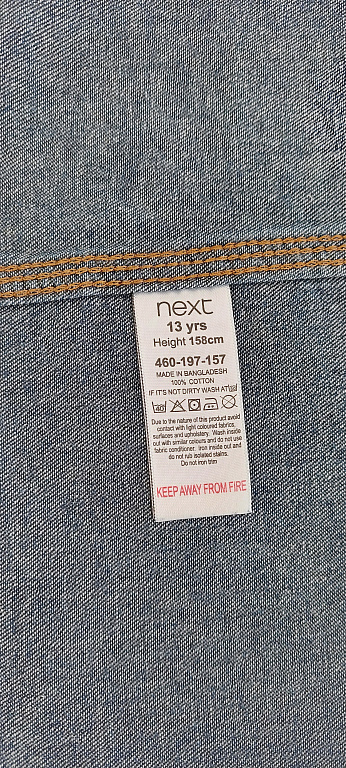 next
13 yrs
Height 158cm
460-197-157
MADE IN BANGLADESH
100% COTTON
IF IT'S NOT DIRTY WASH AT
40
Due to the nature of this product avoid
contact with light coloured fabrics,
surfaces and upholstery. Wash inside
out with similar colours and do not use
fabric conditioner. Iron inside out and
do not rub isolated stains.
Do not iron trim
KEEP AWAY FROM FIRE